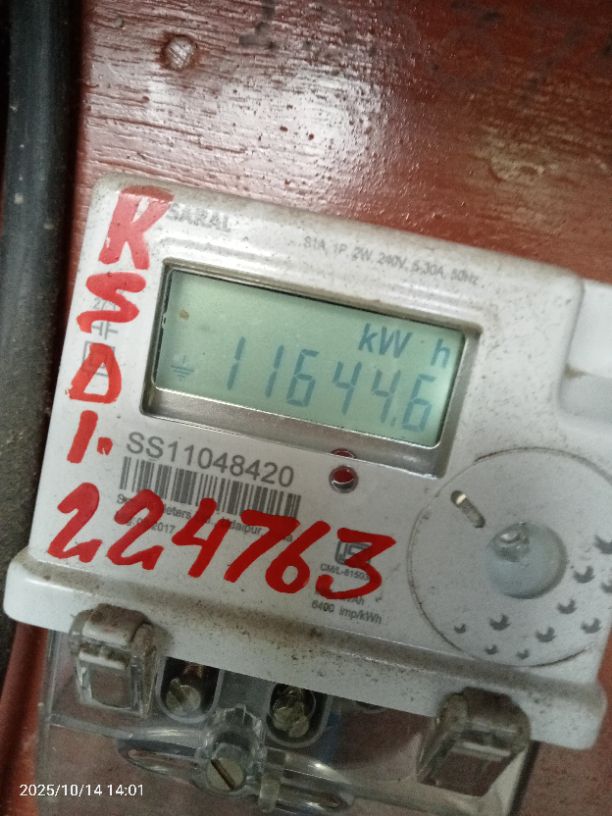 SARAL
S1A, 1P, 2W, 240V, 5-30A, 50Hz
kW h
11644.6
KSD1.
SS11048420
224763
6400 imp/kWh
2025/10/14 14:01